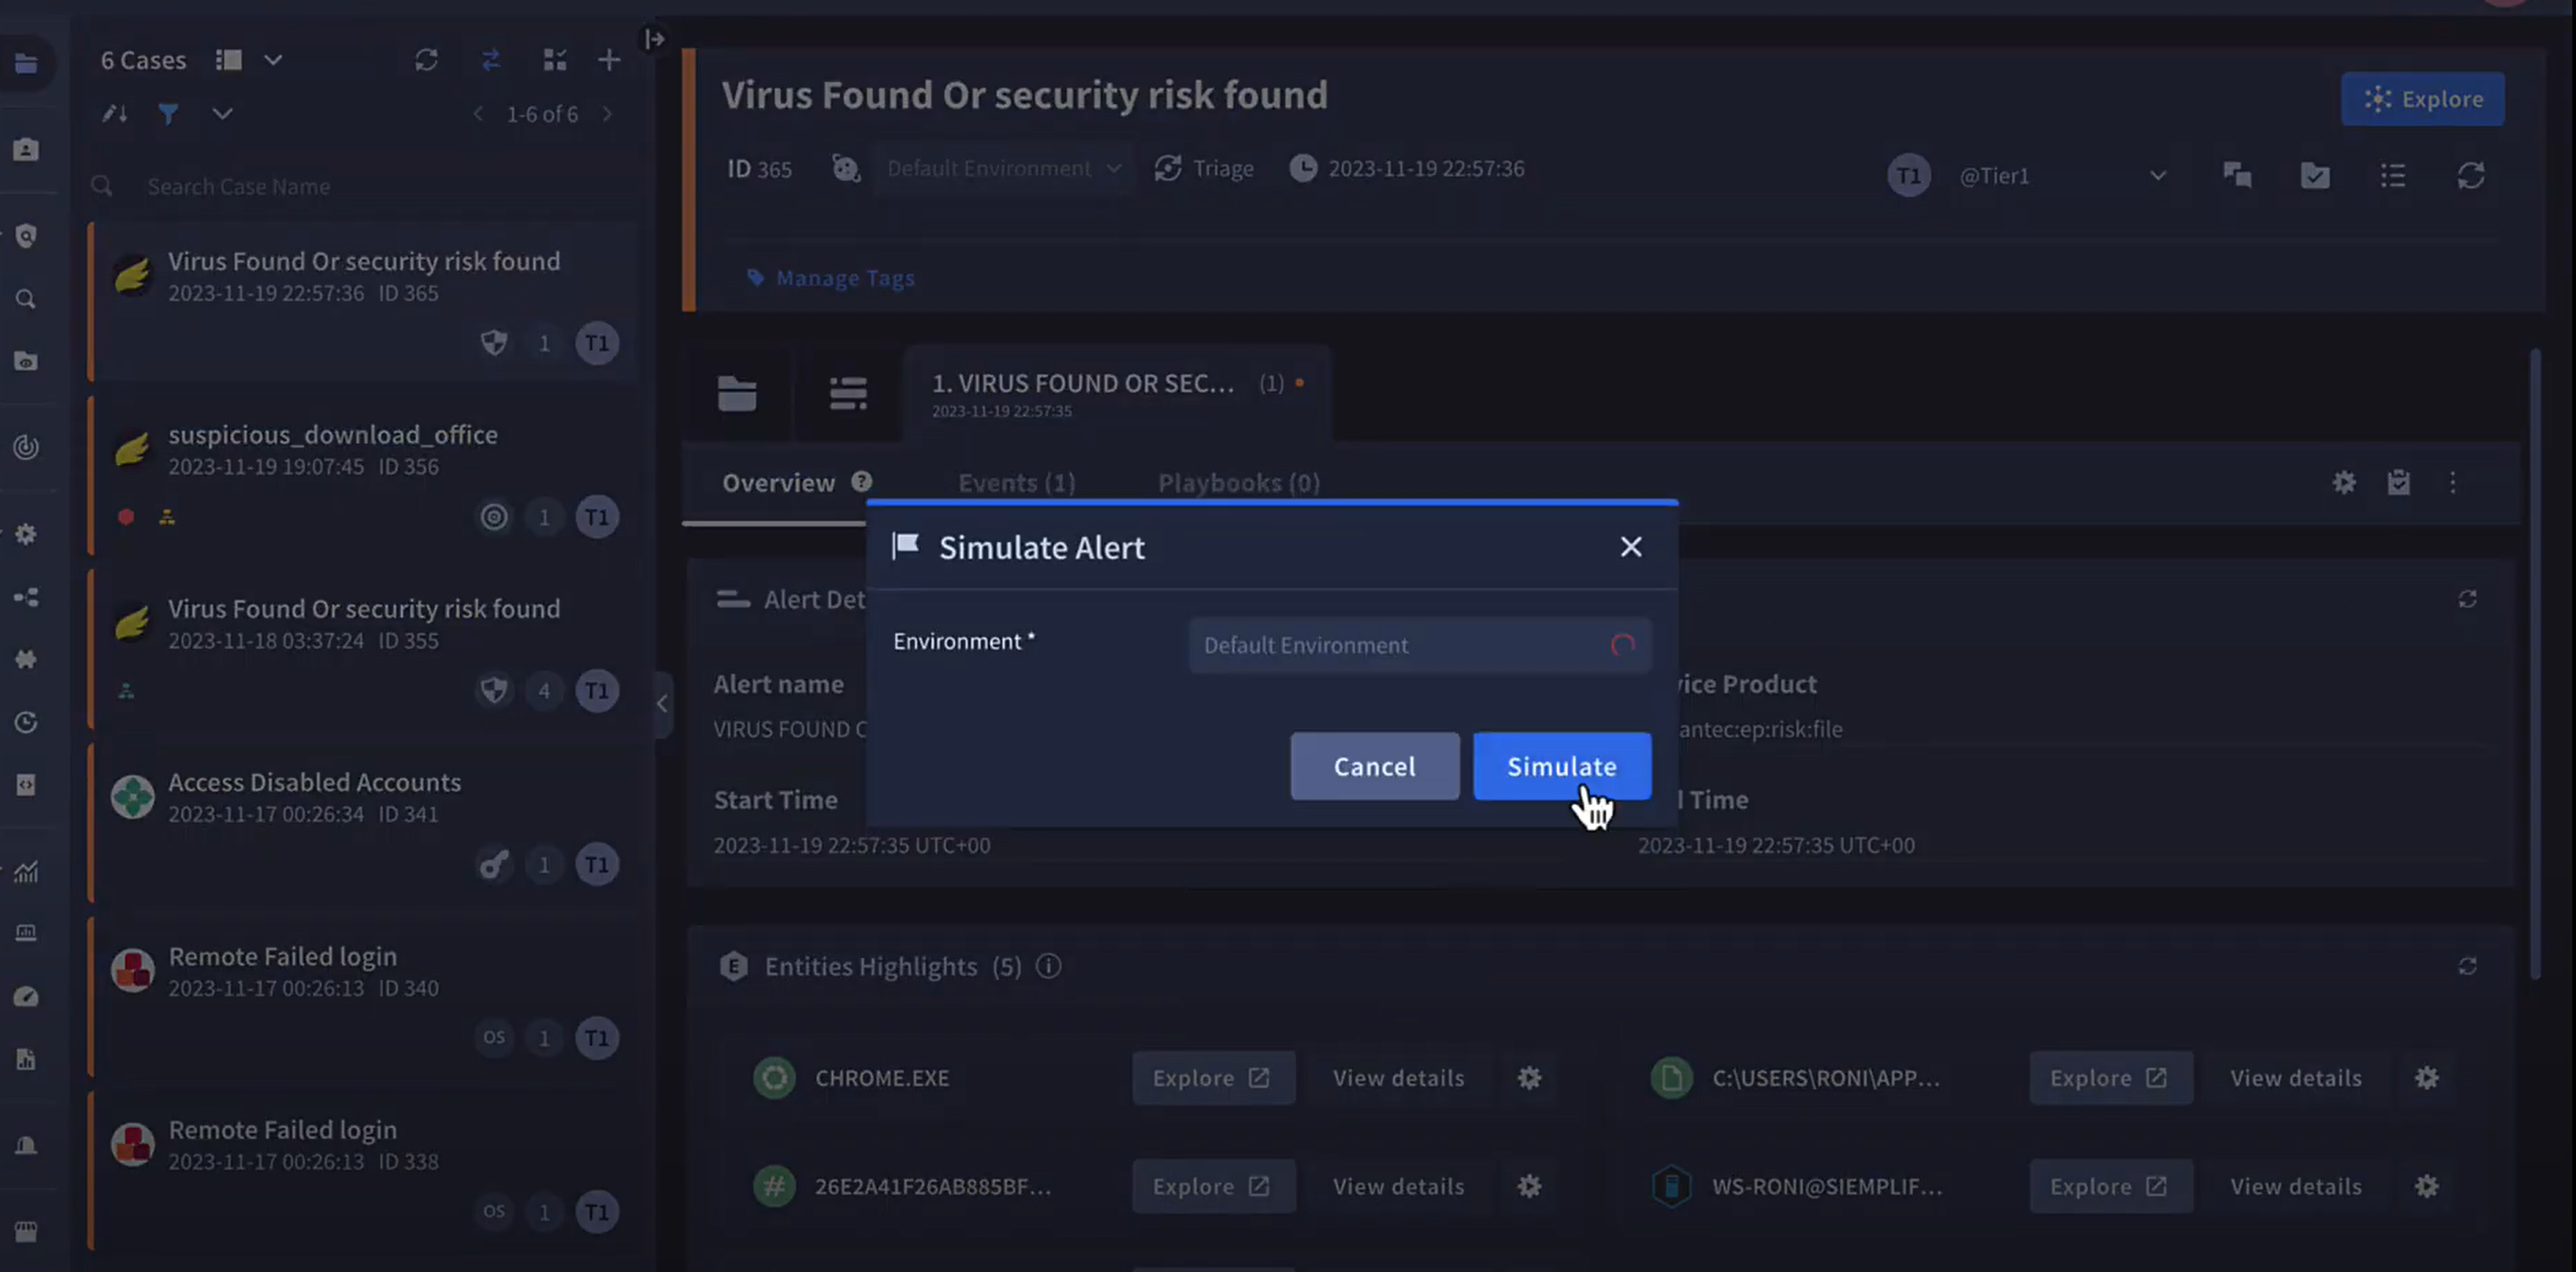 6 Cases
1-6 of 6
Search Case Name
Virus Found Or security risk found
2023-11-19 22:57:36 ID 365
1 T1
suspicious_download_office
2023-11-19 19:07:45 ID 356
1 T1
Virus Found Or security risk found
2023-11-18 03:37:24 ID 355
4 T1
Access Disabled Accounts
2023-11-17 00:26:34 ID 341
1 T1
Remote Failed login
2023-11-17 00:26:13 ID 340
OS 1 T1
Remote Failed login
2023-11-17 00:26:13 ID 338
OS 1 T1
Virus Found Or security risk found
Explore
ID 365 Default Environment Triage 2023-11-19 22:57:36 T1 @Tier1
Manage Tags
1. VIRUS FOUND OR SEC... (1)
2023-11-19 22:57:35
Overview ? Events (1) Playbooks (0)
Simulate Alert
Environment * Default Environment
Cancel Simulate
Alert Det
Alert name
VIRUS FOUND O
ice Product
antec:ep:risk:file
Start Time
2023-11-19 22:57:35 UTC+00
Time
2023-11-19 22:57:35 UTC+00
E Entities Highlights (5)
CHROME.EXE Explore View details
C:\USERS\RONI\APP... Explore View details
# 26E2A41F26AB885BF... Explore View details
WS-RONI@SIEMPLIF... Explore View details